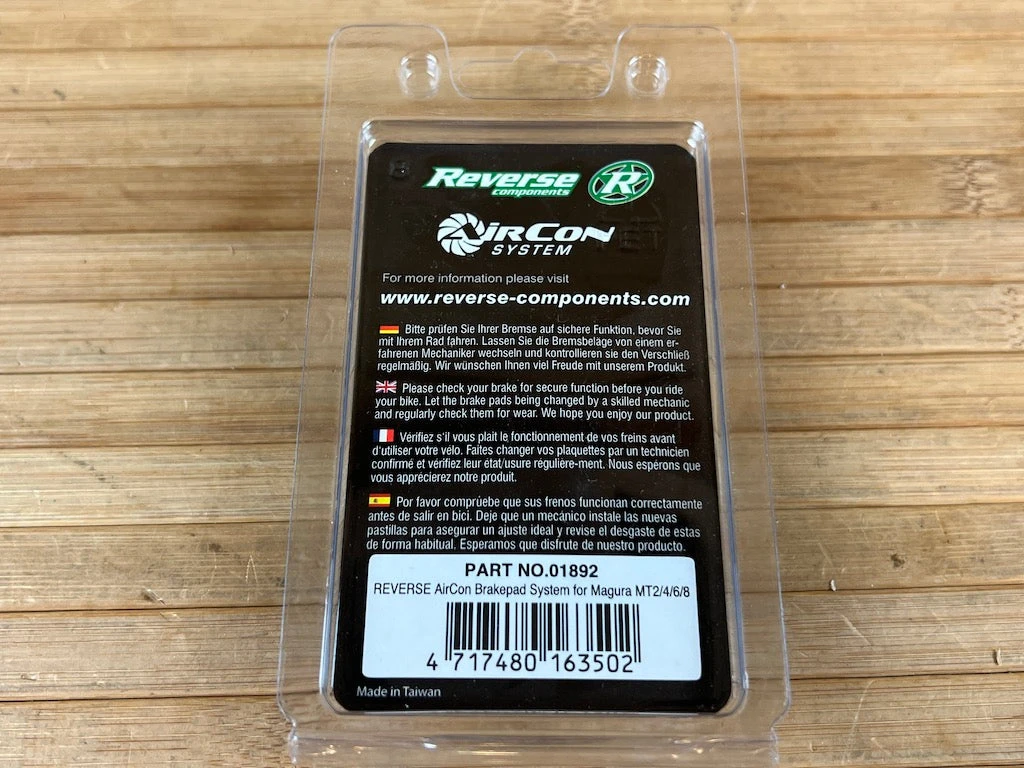 Reverse
components
R
AirCon
SYSTEM
For more information please visit
www.reverse-components.com
Bitte prüfen Sie Ihrer Bremse auf sichere Funktion, bevor Sie
mit Ihrem Rad fahren. Lassen Sie die Bremsbeläge von einem er-
fahrenen Mechaniker wechseln und kontrollieren sie den Verschließ
regelmäßig. Wir wünschen Ihnen viel Freude mit unserem Produkt.
Please check your brake for secure function before you ride
your bike. Let the brake pads being changed by a skilled mechanic
and regularly check them for wear. We hope you enjoy our product.
Vérifiez s'il vous plait le fonctionnement de vos freins avant
d'utiliser votre vélo. Faites changer vos plaquettes par un technicien
confirmé et vérifiez leur état/usure régulière-ment. Nous espérons que
vous apprécierez notre produit.
Por favor comprúebe que sus frenos funcionan correctamente
antes de salir en bici. Deje que un mecánico instale las nuevas
pastillas para asegurar un ajuste ideal y revise el desgaste de estas
de forma habitual. Esperamos que disfrute de nuestro producto.
PART NO.01892
REVERSE AirCon Brakepad System for Magura MT2/4/6/8
4 717480 163502
Made in Taiwan